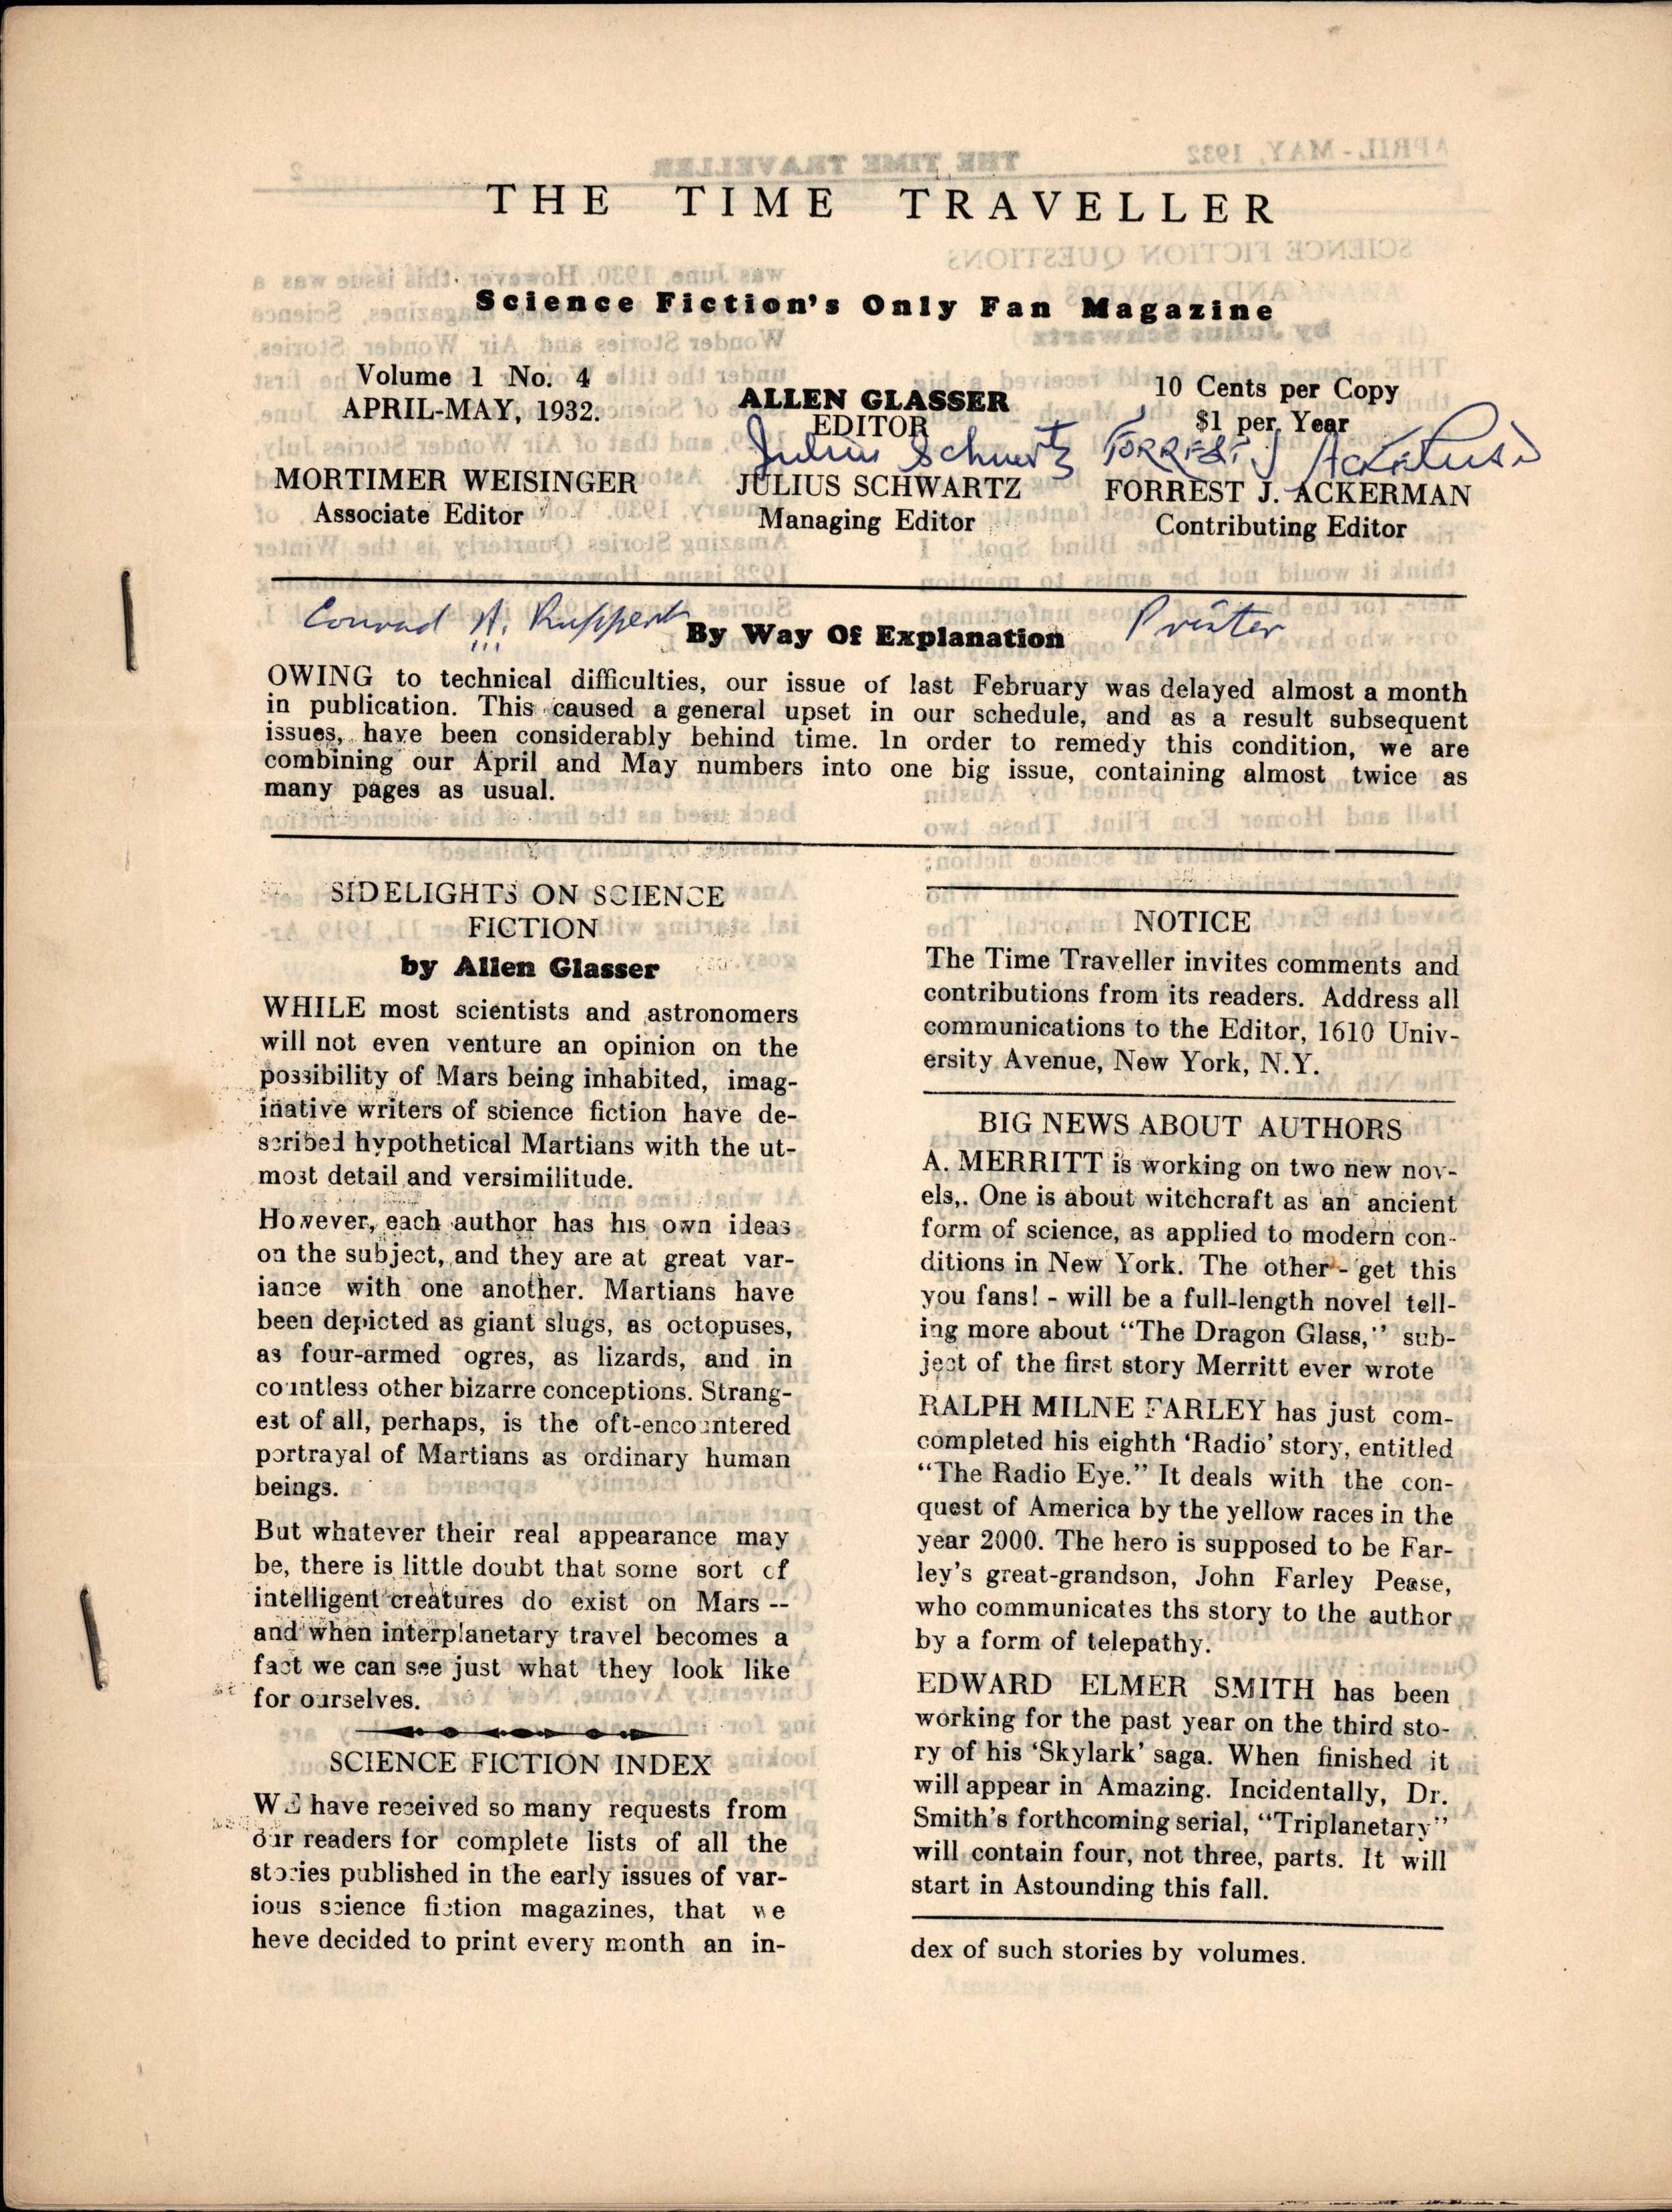 THE TIME TRAVELLER
Science Fiction's Only Fan Magazine
Volume 1 No. 4
APRIL-MAY, 1932.
ALLEN GLASSER
EDITOR
10 Cents per Copy
$1 per Year
Julius Schwartz
FORREST J Ackerman
MORTIMER WEISINGER
Associate Editor
JULIUS SCHWARTZ
Managing Editor
FORREST J. ACKERMAN
Contributing Editor
Conrad H. Ruppert
Printer
By Way Of Explanation
OWING to technical difficulties, our issue of last February was delayed almost a month
in publication. This caused a general upset in our schedule, and as a result subsequent
issues, have been considerably behind time. In order to remedy this condition, we are
combining our April and May numbers into one big issue, containing almost twice as
many pages as usual.
SIDELIGHTS ON SCIENCE
FICTION
by Allen Glasser
WHILE most scientists and astronomers
will not even venture an opinion on the
possibility of Mars being inhabited, imag-
inative writers of science fiction have de-
scribed hypothetical Martians with the ut-
most detail and versimilitude.
However, each author has his own ideas
on the subject, and they are at great var-
iance with one another. Martians have
been depicted as giant slugs, as octopuses,
as four-armed ogres, as lizards, and in
countless other bizarre conceptions. Strang-
est of all, perhaps, is the oft-encountered
portrayal of Martians as ordinary human
beings.
But whatever their real appearance may
be, there is little doubt that some sort of
intelligent creatures do exist on Mars --
and when interplanetary travel becomes a
fact we can see just what they look like
for ourselves.
SCIENCE FICTION INDEX
WE have received so many requests from
our readers for complete lists of all the
stories published in the early issues of var-
ious science fiction magazines, that we
heve decided to print every month an in-
NOTICE
The Time Traveller invites comments and
contributions from its readers. Address all
communications to the Editor, 1610 Univ-
ersity Avenue, New York, N.Y.
BIG NEWS ABOUT AUTHORS
A. MERRITT is working on two new nov-
els,. One is about witchcraft as an ancient
form of science, as applied to modern con-
ditions in New York. The other - get this
you fans! - will be a full-length novel tell-
ing more about "The Dragon Glass," sub-
ject of the first story Merritt ever wrote
RALPH MILNE FARLEY has just com-
completed his eighth 'Radio' story, entitled
"The Radio Eye." It deals with the con-
quest of America by the yellow races in the
year 2000. The hero is supposed to be Far-
ley's great-grandson, John Farley Pease,
who communicates ths story to the author
by a form of telepathy.
EDWARD ELMER SMITH has been
working for the past year on the third sto-
ry of his 'Skylark' saga. When finished it
will appear in Amazing. Incidentally, Dr.
Smith's forthcoming serial, "Triplanetary"
will contain four, not three, parts. It will
start in Astounding this fall.
dex of such stories by volumes.